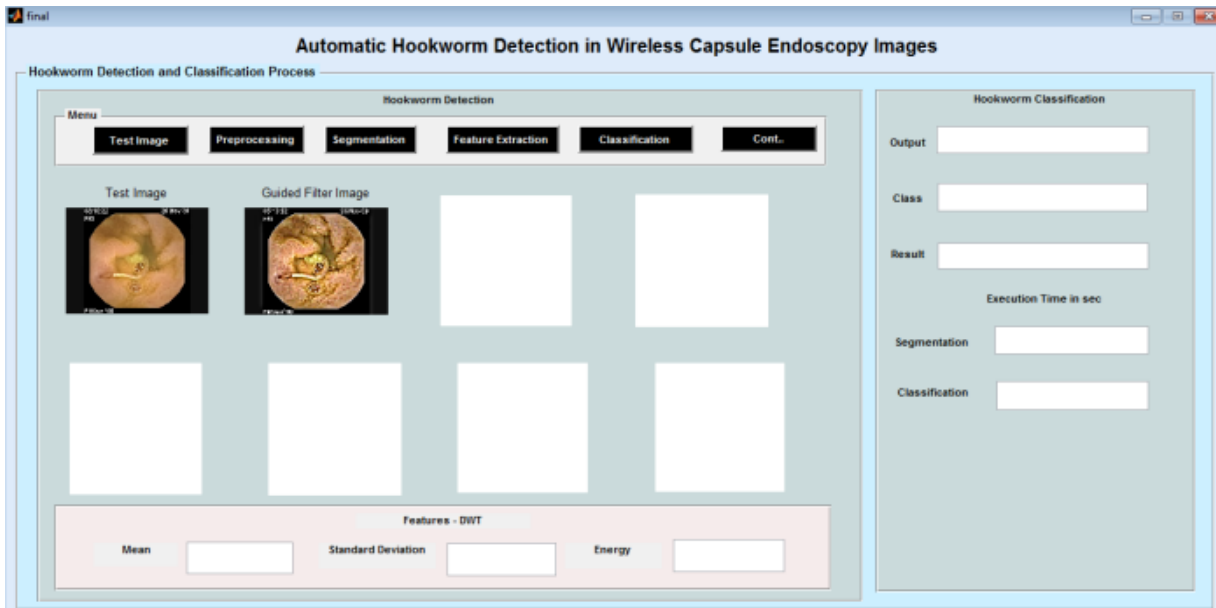 final
Automatic Hookworm Detection in Wireless Capsule Endoscopy Images
Hookworm Detection and Classification Process
Hookworm Detection
Menu
Test Image Preprocessing Segmentation Feature Extraction Classification Cont..
Test Image Guided Filter Image
Features - DWT
Mean Standard Deviation Energy
Hookworm Classification
Output
Class
Result
Execution Time in sec
Segmentation
Classification